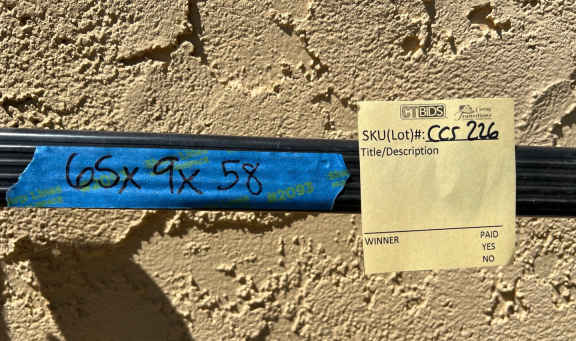 65x 9x 58
#2093
CTBIDS
SKU(Lot)#: CCS 226
Title/Description
WINNER
PAID
YES
NO